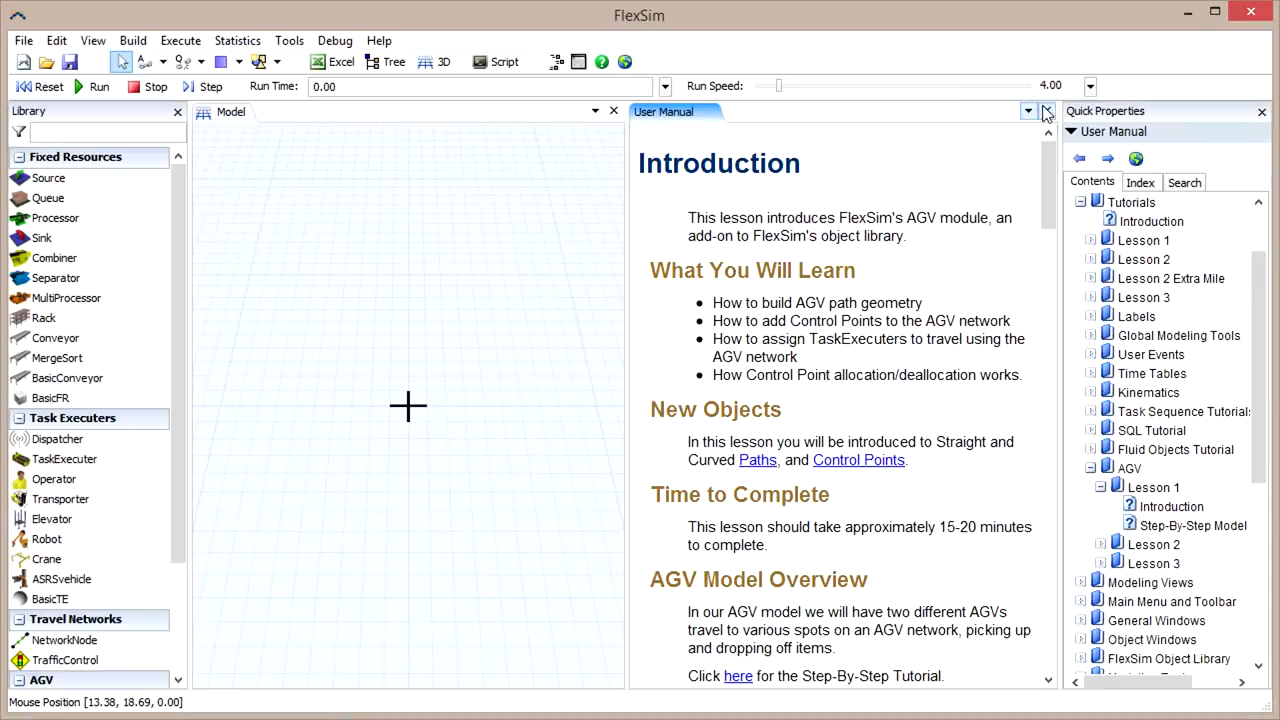 FlexSim
File Edit View Build Execute Statistics Tools Debug Help
Excel Tree 3D Script
Reset Run Stop Step Run Time: 0.00 Run Speed: 4.00
Library
Fixed Resources
Source
Queue
Processor
Sink
Combiner
Separator
MultiProcessor
Rack
Conveyor
MergeSort
BasicConveyor
BasicFR
Task Executers
Dispatcher
TaskExecuter
Operator
Transporter
Elevator
Robot
Crane
ASRSvehicle
BasicTE
Travel Networks
NetworkNode
TrafficControl
AGV
Model
User Manual
Introduction
This lesson introduces FlexSim's AGV module, an
add-on to FlexSim's object library.
What You Will Learn
• How to build AGV path geometry
• How to add Control Points to the AGV network
• How to assign TaskExecuters to travel using the
AGV network
• How Control Point allocation/deallocation works.
New Objects
In this lesson you will be introduced to Straight and
Curved Paths, and Control Points.
Time to Complete
This lesson should take approximately 15-20 minutes
to complete.
AGV Model Overview
In our AGV model we will have two different AGVs
travel to various spots on an AGV network, picking up
and dropping off items.
Click here for the Step-By-Step Tutorial.
Quick Properties
User Manual
Contents Index Search
Tutorials
Introduction
Lesson 1
Lesson 2
Lesson 2 Extra Mile
Lesson 3
Labels
Global Modeling Tools
User Events
Time Tables
Kinematics
Task Sequence Tutorials
SQL Tutorial
Fluid Objects Tutorial
AGV
Lesson 1
Introduction
Step-By-Step Model
Lesson 2
Lesson 3
Modeling Views
Main Menu and Toolbar
General Windows
Object Windows
FlexSim Object Library
Mouse Position [13.38, 18.69, 0.00]